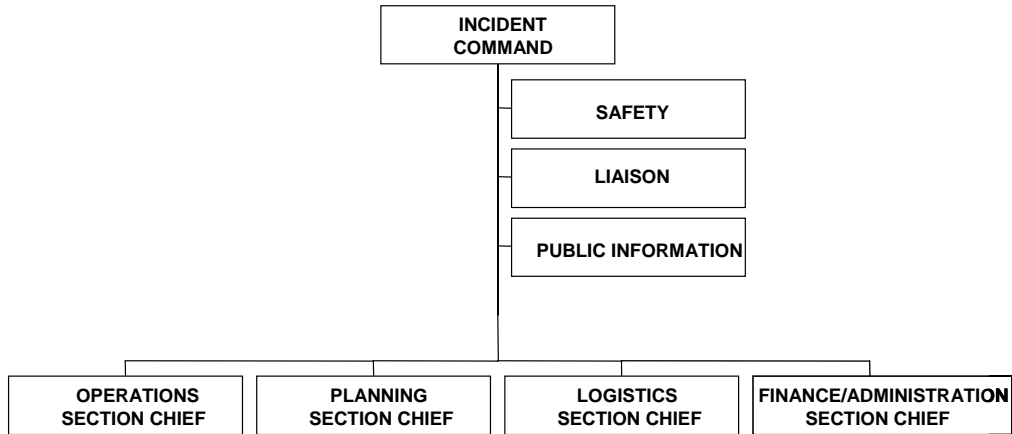 INCIDENT
COMMAND
SAFETY
LIAISON
PUBLIC INFORMATION
OPERATIONS
SECTION CHIEF
PLANNING
SECTION CHIEF
LOGISTICS
SECTION CHIEF
FINANCE/ADMINISTRATION
SECTION CHIEF